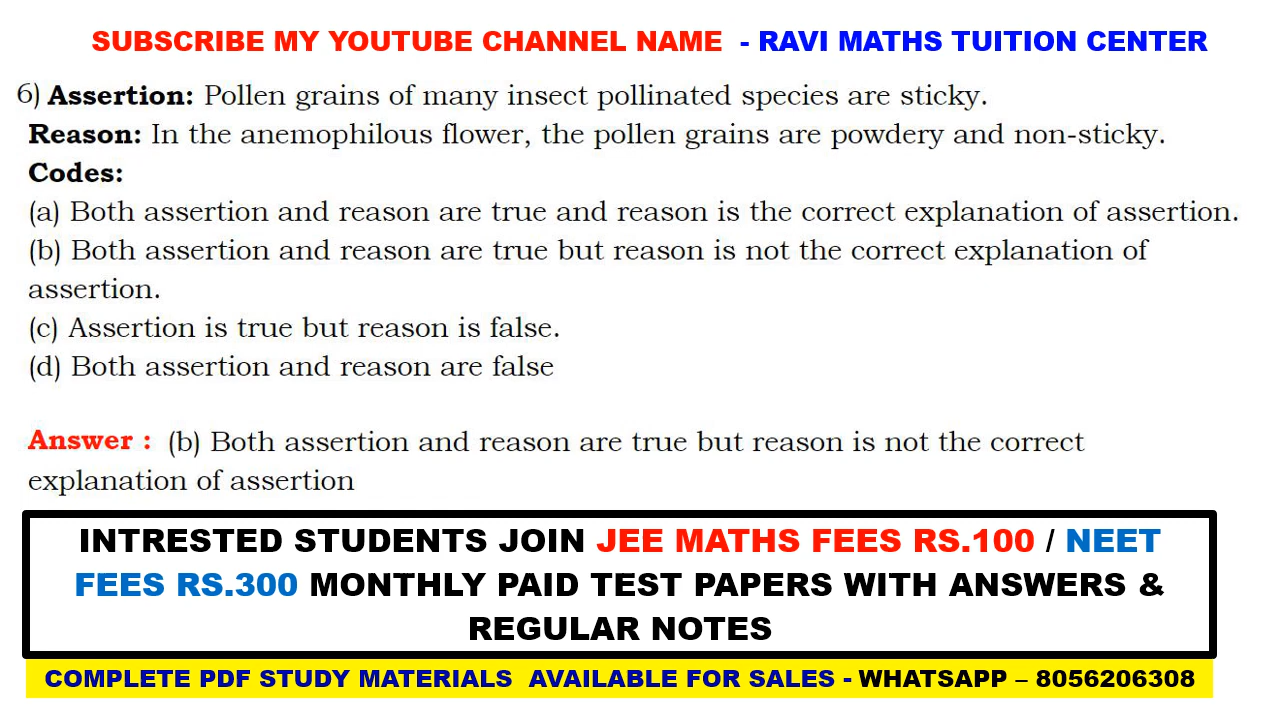 SUBSCRIBE MY YOUTUBE CHANNEL NAME - RAVI MATHS TUITION CENTER
6) Assertion: Pollen grains of many insect pollinated species are sticky.
Reason: In the anemophilous flower, the pollen grains are powdery and non-sticky.
Codes:
(a) Both assertion and reason are true and reason is the correct explanation of assertion.
(b) Both assertion and reason are true but reason is not the correct explanation of
assertion.
(c) Assertion is true but reason is false.
(d) Both assertion and reason are false
Answer : (b) Both assertion and reason are true but reason is not the correct
explanation of assertion
INTRESTED STUDENTS JOIN JEE MATHS FEES RS.100 / NEET
FEES RS.300 MONTHLY PAID TEST PAPERS WITH ANSWERS &
REGULAR NOTES
COMPLETE PDF STUDY MATERIALS AVAILABLE FOR SALES - WHATSAPP – 8056206308